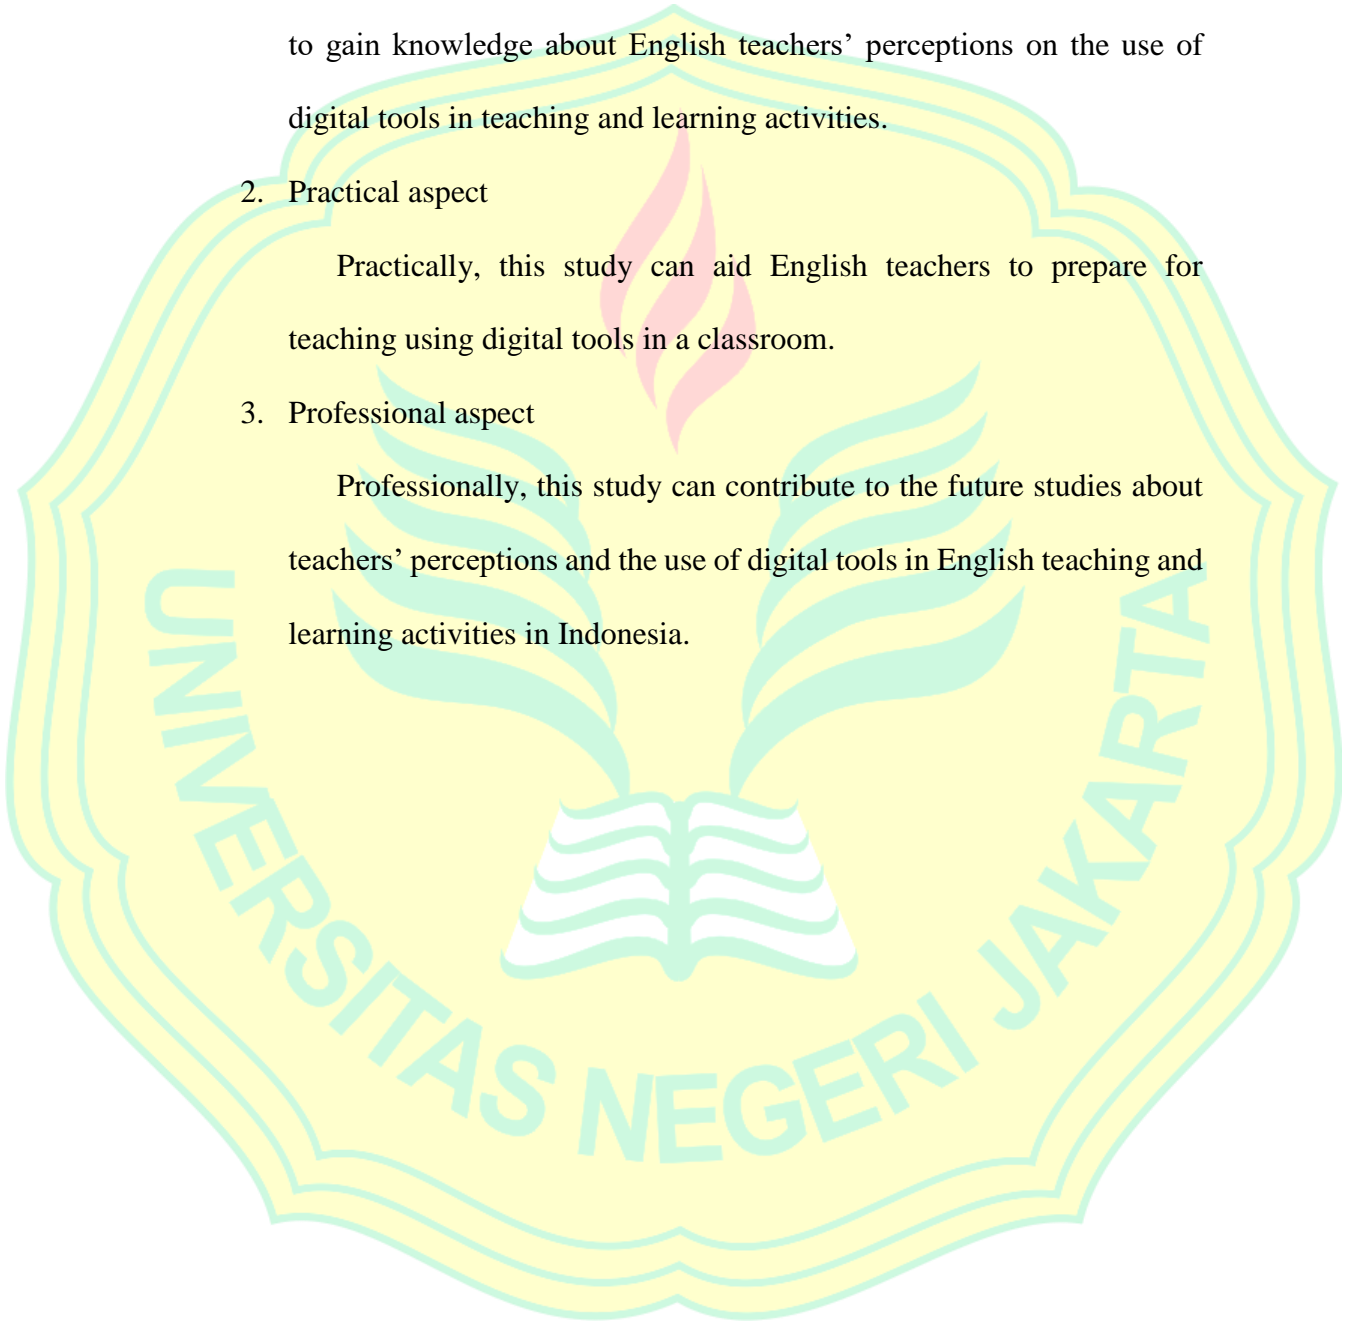 to gain knowledge about English teachers’ perceptions on the use of
digital tools in teaching and learning activities.
2. Practical aspect
Practically, this study can aid English teachers to prepare for
teaching using digital tools in a classroom.
3. Professional aspect
Professionally, this study can contribute to the future studies about
teachers’ perceptions and the use of digital tools in English teaching and
learning activities in Indonesia.
UNIVERSITAS NEGERI JAKARTA